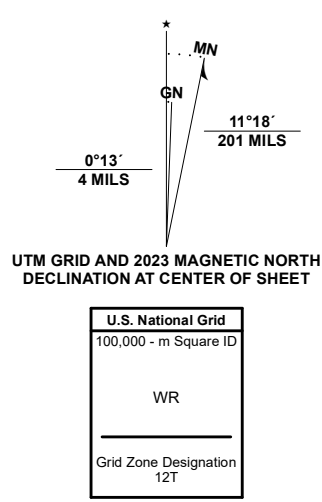 ★
MN
GN
11°18´
201 MILS
0°13´
4 MILS
UTM GRID AND 2023 MAGNETIC NORTH
DECLINATION AT CENTER OF SHEET
U.S. National Grid
100,000 - m Square ID
WR
Grid Zone Designation
12T